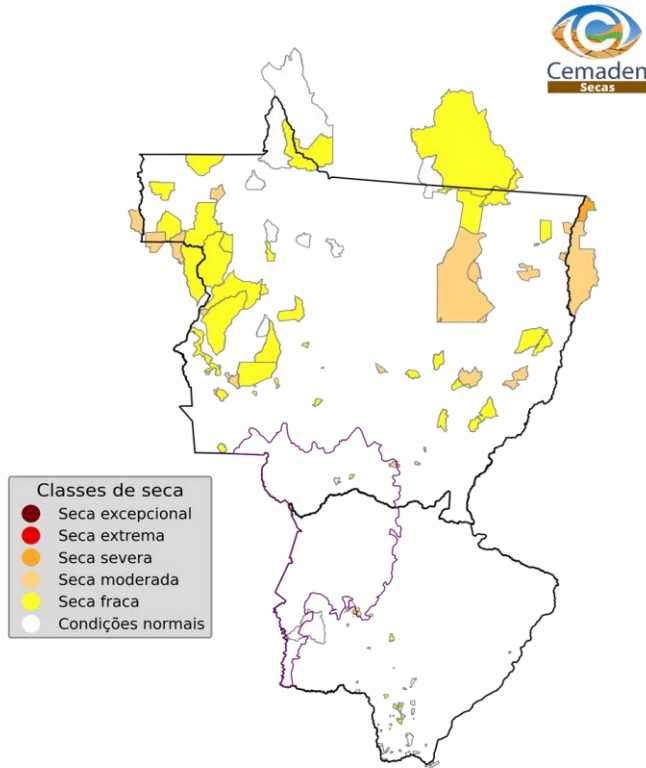 Cemaden
Secas
Classes de seca
Seca excepcional
Seca extrema
Seca severa
Seca moderada
Seca fraca
Condições normais